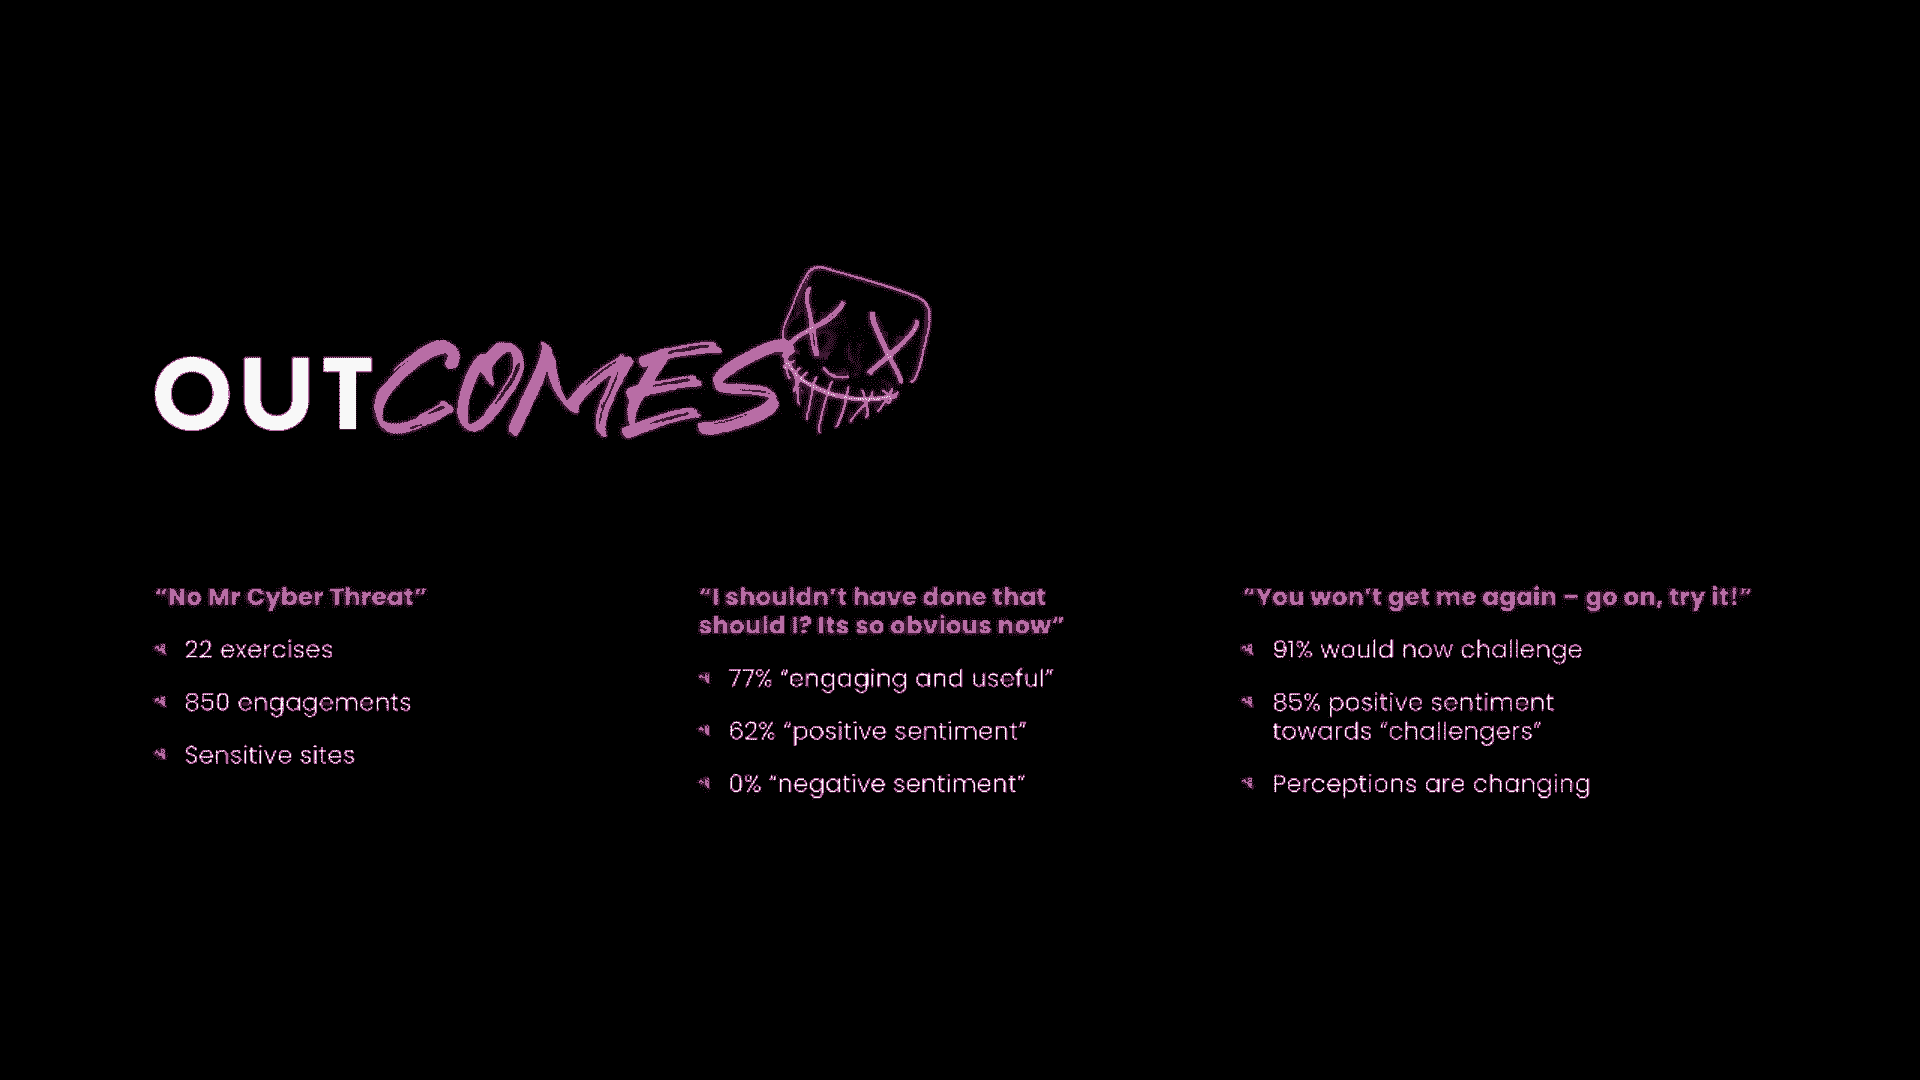 OUTCOMES
“No Mr Cyber Threat”
22 exercises
850 engagements
Sensitive sites
“I shouldn’t have done that
should I? Its so obvious now”
77% “engaging and useful”
62% “positive sentiment”
0% “negative sentiment”
“You won’t get me again – go on, try it!”
91% would now challenge
85% positive sentiment
towards “challengers”
Perceptions are changing